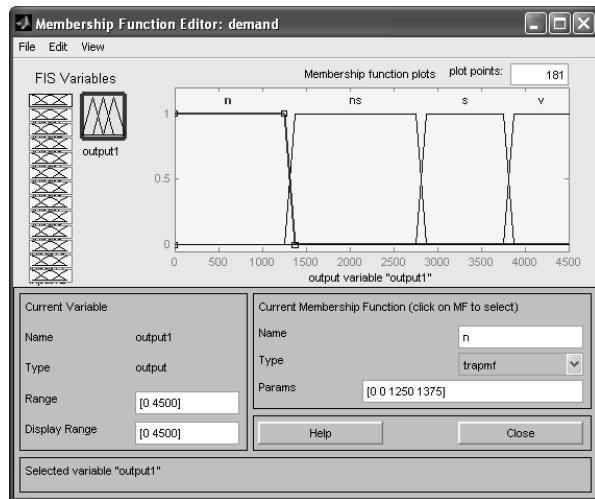 Membership Function Editor: demand
File Edit View
FIS Variables
output1
Membership function plots
plot points:
181
n
ns
s
v
1
0.5
0
0 500 1000 1500 2000 2500 3000 3500 4000 4500
output variable "output1"
Current Variable
Name output1
Type output
Range [0 4500]
Display Range [0 4500]
Current Membership Function (click on MF to select)
Name n
Type trapmf
Params [0 0 1250 1375]
Help
Close
Selected variable "output1"